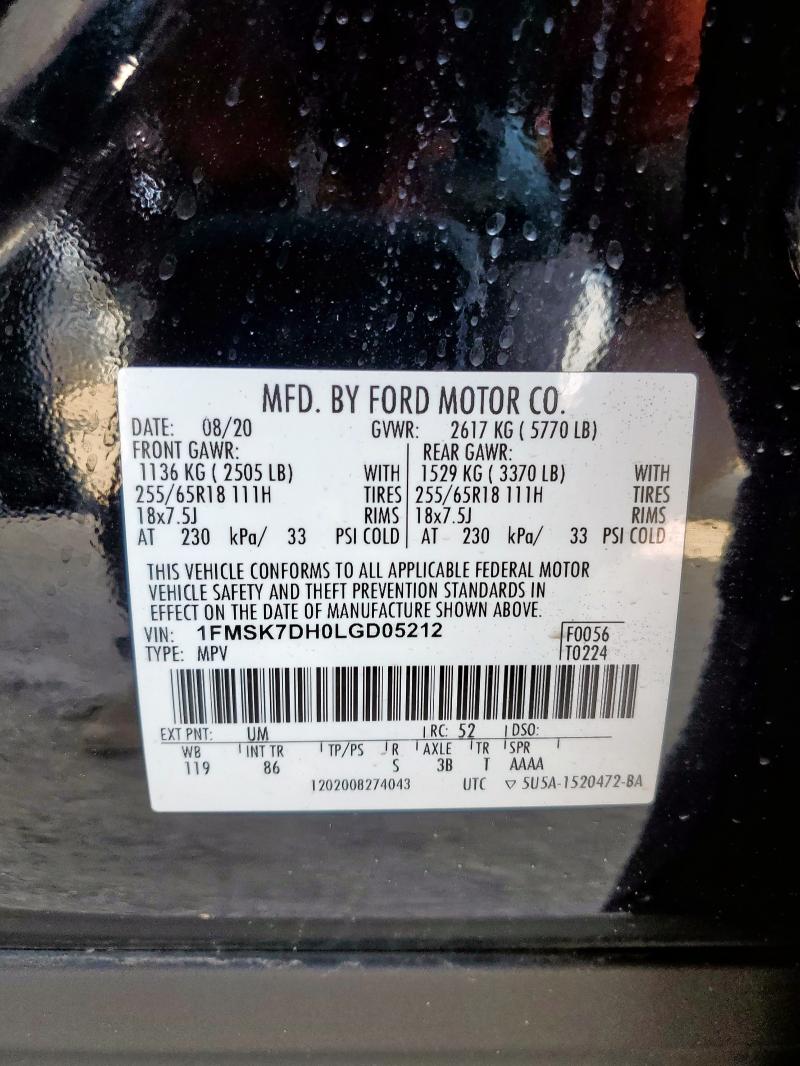 MFD. BY FORD MOTOR CO.
DATE: 08/20 GVWR: 2617 KG ( 5770 LB)
FRONT GAWR: REAR GAWR:
1136 KG ( 2505 LB) WITH 1529 KG ( 3370 LB) WITH
255/65R18 111H TIRES 255/65R18 111H TIRES
18x7.5J RIMS 18x7.5J RIMS
AT 230 kPa/ 33 PSI COLD AT 230 kPa/ 33 PSI COLD
THIS VEHICLE CONFORMS TO ALL APPLICABLE FEDERAL MOTOR
VEHICLE SAFETY AND THEFT PREVENTION STANDARDS IN
EFFECT ON THE DATE OF MANUFACTURE SHOWN ABOVE.
VIN: 1FMSK7DH0LGD05212 F0056
TYPE: MPV T0224
EXT PNT: UM RC: 52 DSO:
WB INT TR TP/PS R AXLE TR SPR
119 86 S 3B T AAAA
1202008274043 UTC ▽ 5U5A-1520472-BA